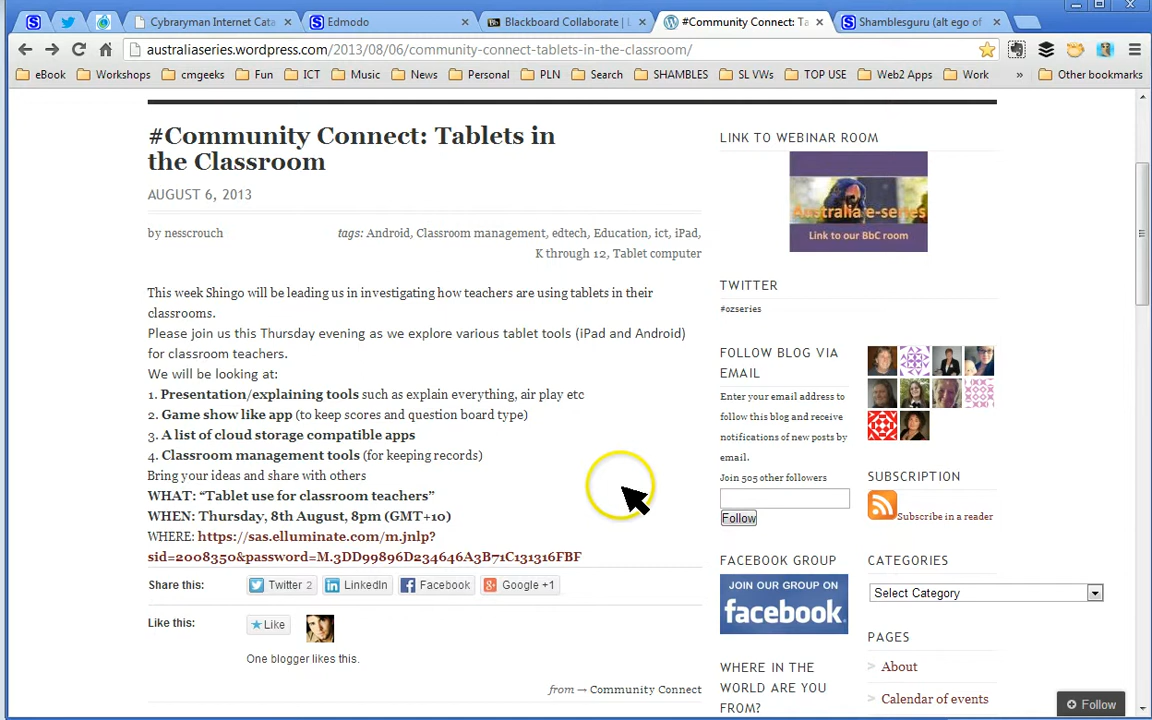 Cybraryman Internet Cata
Edmodo
Blackboard Collaborate | L
#Community Connect: Ta
Shamblesguru (alt ego of
australiaseries.wordpress.com/2013/08/06/community-connect-tablets-in-the-classroom/
eBook
Workshops
cmgeeks
Fun
ICT
Music
News
Personal
PLN
Search
SHAMBLES
SL VWs
TOP USE
Web2 Apps
Work
»
Other bookmarks
#Community Connect: Tablets in
the Classroom
AUGUST 6, 2013
by nesscrouch
tags: Android, Classroom management, edtech, Education, ict, iPad,
K through 12, Tablet computer
This week Shingo will be leading us in investigating how teachers are using tablets in their
classrooms.
Please join us this Thursday evening as we explore various tablet tools (iPad and Android)
for classroom teachers.
We will be looking at:
1. Presentation/explaining tools such as explain everything, air play etc
2. Game show like app (to keep scores and question board type)
3. A list of cloud storage compatible apps
4. Classroom management tools (for keeping records)
Bring your ideas and share with others
WHAT: “Tablet use for classroom teachers”
WHEN: Thursday, 8th August, 8pm (GMT+10)
WHERE: https://sas.elluminate.com/m.jnlp?
sid=2008350&password=M.3DD99896D234646A3B71C131316FBF
Share this:
Twitter 2
LinkedIn
Facebook
Google +1
Like this:
Like
One blogger likes this.
from → Community Connect
LINK TO WEBINAR ROOM
Australia e-series
Link to our BbC room
TWITTER
#ozseries
FOLLOW BLOG VIA
EMAIL
Enter your email address to
follow this blog and receive
notifications of new posts by
email.
Join 505 other followers
Follow
FACEBOOK GROUP
JOIN OUR GROUP ON
facebook
WHERE IN THE
WORLD ARE YOU
FROM?
SUBSCRIPTION
Subscribe in a reader
CATEGORIES
Select Category
PAGES
> About
> Calendar of events
Follow